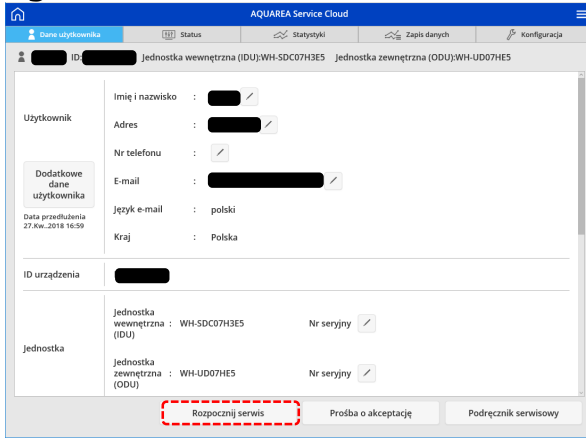 AQUAREA Service Cloud
Dane użytkownika Status Statystyki Zapis danych Konfiguracja
ID: Jednostka wewnętrzna (IDU):WH-SDC07H3E5 Jednostka zewnętrzna (ODU):WH-UD07HE5
Użytkownik
Imię i nazwisko :
Adres :
Nr telefonu :
E-mail :
Język e-mail : polski
Kraj : Polska
Dodatkowe
dane
użytkownika
Data przedłużenia
27.Kw..2018 16:59
ID urządzenia
Jednostka
Jednostka
wewnętrzna : WH-SDC07H3E5 Nr seryjny
(IDU)
Jednostka
zewnętrzna : WH-UD07HE5 Nr seryjny
(ODU)
Rozpocznij serwis Prośba o akceptację Podręcznik serwisowy